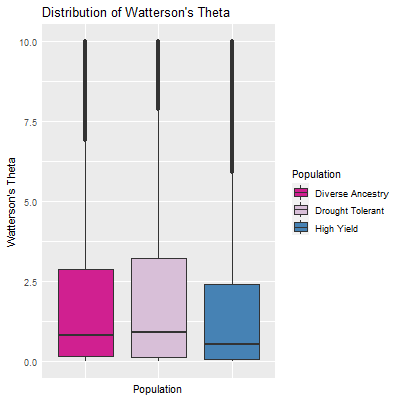 Distribution of Watterson's Theta
10.0
7.5
5.0
2.5
0.0
Watterson's Theta
Population
Population
Diverse Ancestry
Drought Tolerant
High Yield